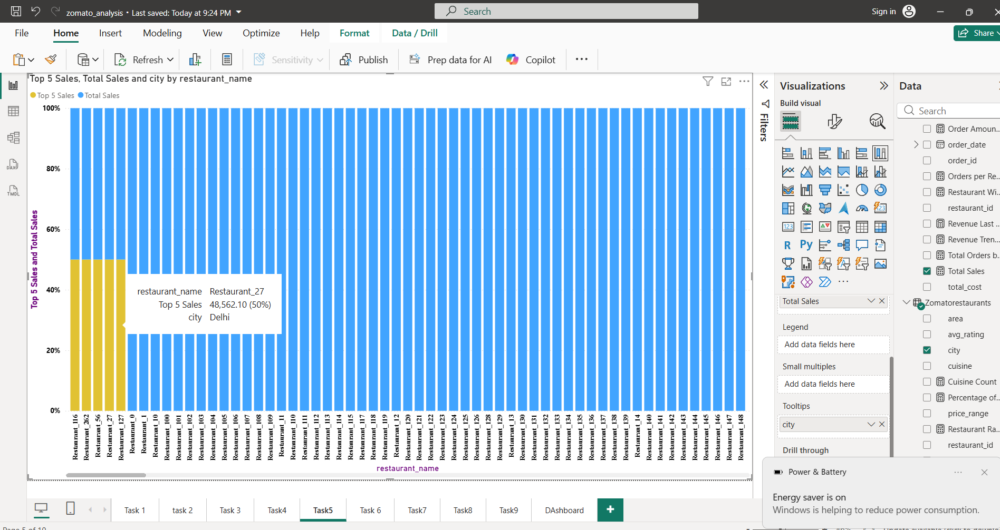 zomato_analysis • Last saved: Today at 9:24 PM
Search
Sign in
File
Home
Insert
Modeling
View
Optimize
Help
Format
Data / Drill
Share
Refresh
Sensitivity
Publish
Prep data for AI
Copilot
Top 5 Sales, Total Sales and city by restaurant_name
Top 5 Sales
Total Sales
100%
80%
60%
40%
20%
0%
Top 5 Sales and Total Sales
restaurant_name Restaurant_27
Top 5 Sales 48,562.10 (50%)
city Delhi
Restaurant_116
Restaurant_262
Restaurant_56
Restaurant_27
Restaurant_127
Restaurant_0
Restaurant_1
Restaurant_10
Restaurant_100
Restaurant_101
Restaurant_102
Restaurant_103
Restaurant_104
Restaurant_105
Restaurant_106
Restaurant_107
Restaurant_108
Restaurant_109
Restaurant_11
Restaurant_110
Restaurant_111
Restaurant_112
Restaurant_113
Restaurant_114
Restaurant_115
Restaurant_117
Restaurant_118
Restaurant_119
Restaurant_12
Restaurant_120
Restaurant_121
Restaurant_122
Restaurant_123
Restaurant_124
Restaurant_125
Restaurant_126
Restaurant_128
Restaurant_129
Restaurant_13
Restaurant_130
Restaurant_131
Restaurant_132
Restaurant_133
Restaurant_134
Restaurant_135
Restaurant_136
Restaurant_137
Restaurant_138
Restaurant_139
Restaurant_14
Restaurant_140
Restaurant_141
Restaurant_142
Restaurant_143
Restaurant_144
Restaurant_145
Restaurant_146
Restaurant_147
Restaurant_148
restaurant_name
DAX
TMDL
Filters
Visualizations
Build visual
123
123
R
Py
Total Sales
Legend
Add data fields here
Small multiples
Add data fields here
Tooltips
city
Drill through
Data
Search
Order Amoun...
order_date
order_id
Orders per Re...
Restaurant Wi...
restaurant_id
Revenue Last ...
Revenue Tren...
Total Orders b...
Total Sales
total_cost
Zomatorestaurants
area
avg_rating
city
cuisine
Cuisine Count
Percentage of...
price_range
Restaurant Ra...
restaurant_id
Power & Battery
Energy saver is on
Windows is helping to reduce power consumption.
Task 1
task 2
Task 3
Task4
Task5
Task 6
Task7
Task8
Task9
DAshboard
Page 5 of 10